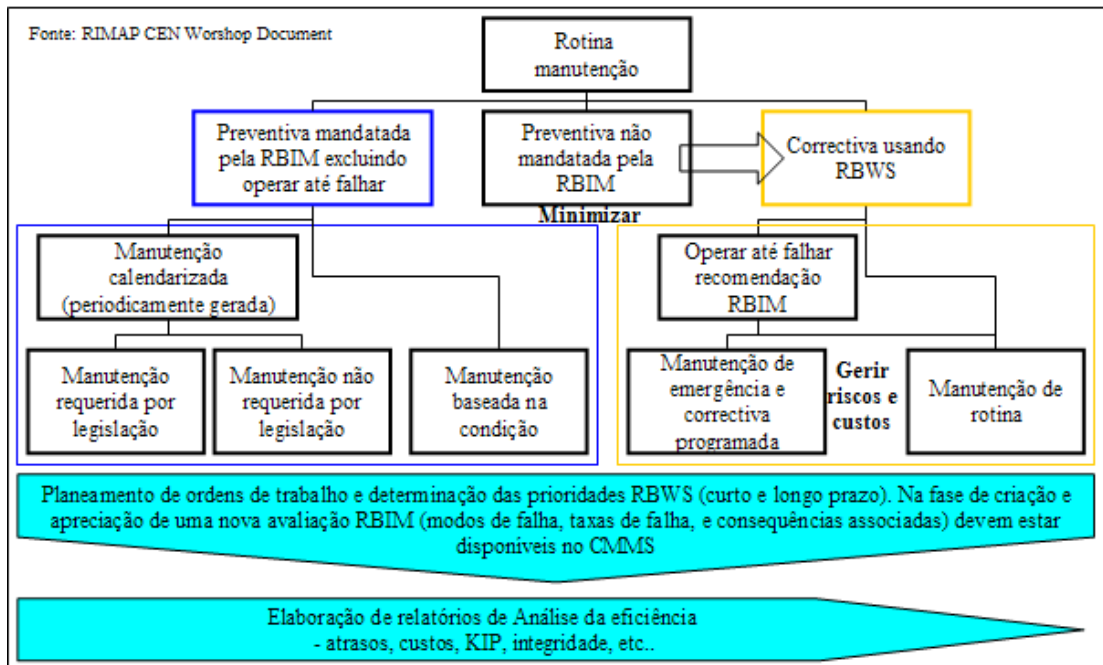 Fonte: RIMAP CEN Worshop Document
Rotina
manutenção
Preventiva mandatada
pela RBIM excluindo
operar até falhar
Preventiva não
mandatada pela
RBIM
Minimizar
Correctiva usando
RBWS
Manutenção
calendarizada
(periodicamente gerada)
Operar até falhar
recomendação
RBIM
Manutenção
requerida por
legislação
Manutenção não
requerida por
legislação
Manutenção
baseada na
condição
Manutenção de
emergência e
correctiva
programada
Gerir
riscos e
custos
Manutenção de
rotina
Planeamento de ordens de trabalho e determinação das prioridades RBWS (curto e longo prazo). Na fase de criação e
apreciação de uma nova avaliação RBIM (modos de falha, taxas de falha, e consequências associadas) devem estar
disponíveis no CMMS
Elaboração de relatórios de Análise da eficiência
- atrasos, custos, KIP, integridade, etc..